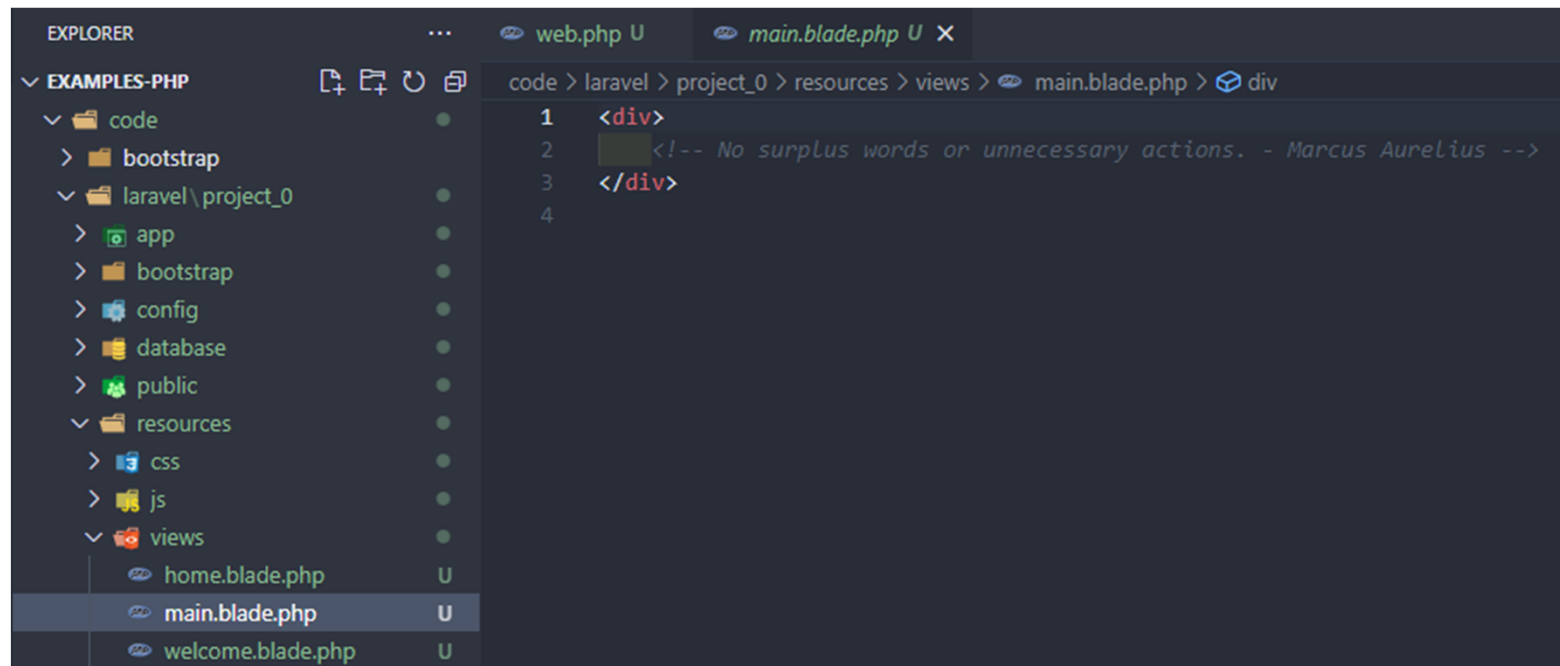 EXPLORER ...
EXAMPLES-PHP
code
bootstrap
laravel\project_0
app
bootstrap
config
database
public
resources
css
js
views
home.blade.php U
main.blade.php U
welcome.blade.php U
web.php U main.blade.php U
code > laravel > project_0 > resources > views > main.blade.php > div
1 <div>
2 <!-- No surplus words or unnecessary actions. - Marcus Aurelius -->
3 </div>
4